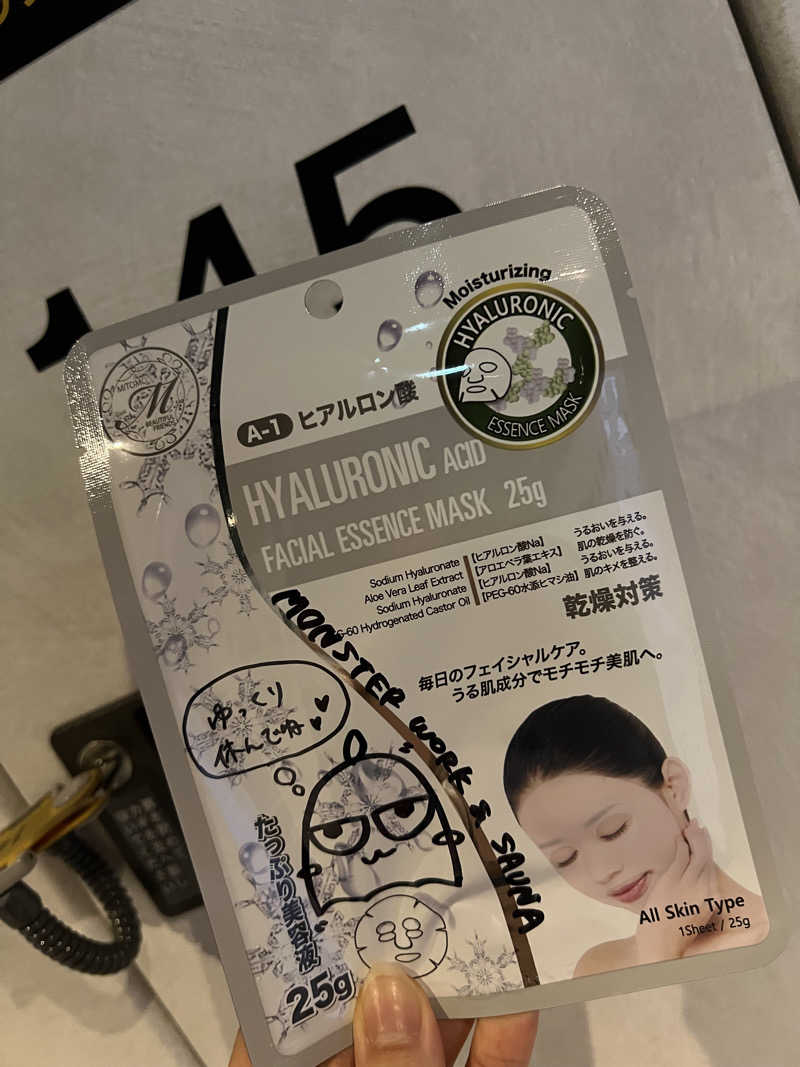 145
Moisturizing
HYALURONIC
ESSENCE MASK
MITOMO
M
BEAUTIFUL
FRIENDS
A-1 ヒアルロン酸
HYALURONIC ACID
FACIAL ESSENCE MASK 25g
Sodium Hyaluronate 【ヒアルロン酸Na】 うるおいを与える。
Aloe Vera Leaf Extract 【アロエベラ葉エキス】 肌の乾燥を防ぐ。
Sodium Hyaluronate 【ヒアルロン酸Na】 うるおいを与える。
-60 Hydrogenated Castor Oil 【PEG-60水添ヒマシ油】 肌のキメを整える。
乾燥対策
毎日のフェイシャルケア。
うる肌成分でモチモチ美肌へ。
MONSTER WORK & SAUNA
ゆっくり
休んでね
たっぷり美容液
25g
All Skin Type
1Sheet / 25g